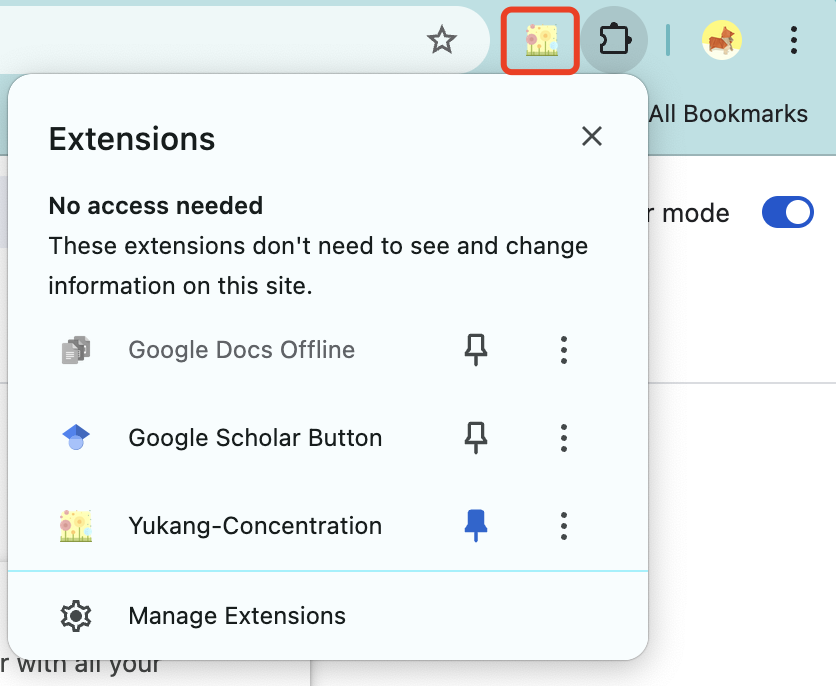 All Bookmarks
Extensions
No access needed
r mode
These extensions don't need to see and change
information on this site.
Google Docs Offline
Google Scholar Button
Yukang-Concentration
Manage Extensions
r with all your